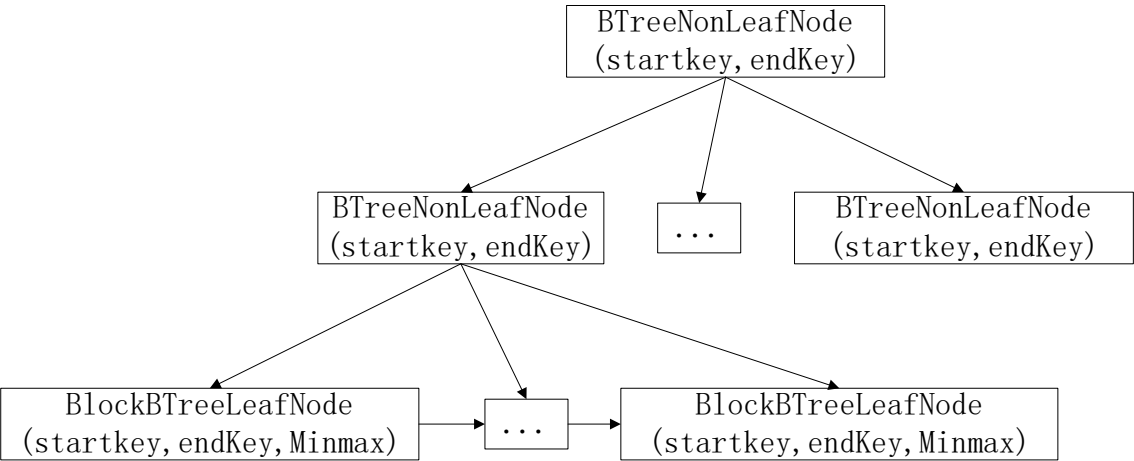 BTreeNonLeafNode
(startkey,endKey)
BTreeNonLeafNode
(startkey,endKey)
...
BTreeNonLeafNode
(startkey,endKey)
BlockBTreeLeafNode
(startkey,endKey,Minmax)
...
BlockBTreeLeafNode
(startkey,endKey,Minmax)